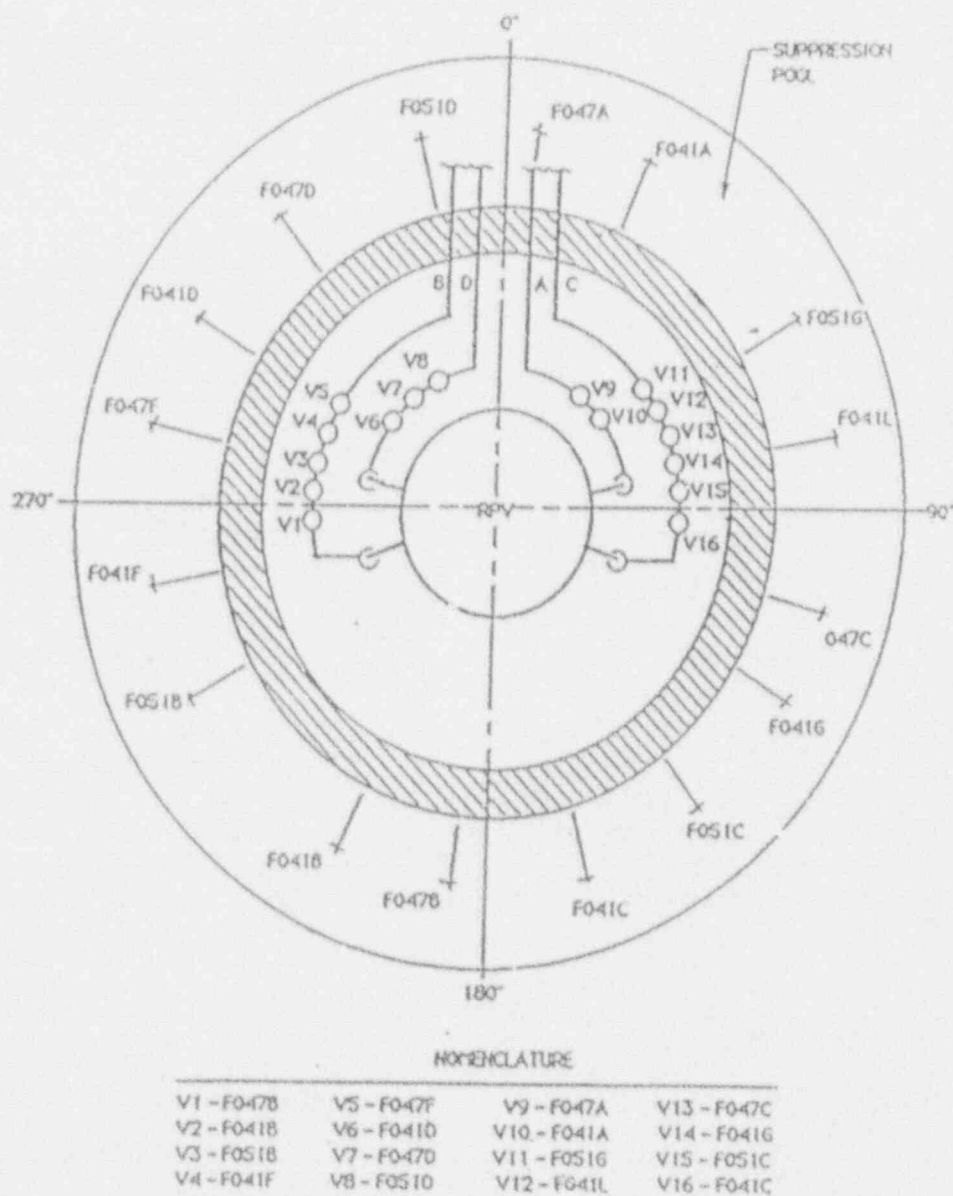 0°
SUPPRESSION
POOL
F051D
F047A
F041A
F047D
F041D
F051G
B D A C
V8
V7
V6
V5
V4
V3
V2
V1
V9
V10
V11
V12
V13
V14
V15
V16
F047F
F041L
270°
RPV
90°
F041F
047C
F051B
F041G
F051C
F041B
F047B
F041C
180°
NOMENCLATURE
V1 - F047B V5 - F047F V9 - F047A V13 - F047C
V2 - F041B V6 - F041D V10 - F041A V14 - F041G
V3 - F051B V7 - F047D V11 - F051G V15 - F051C
V4 - F041F V8 - F051D V12 - F041L V16 - F041C